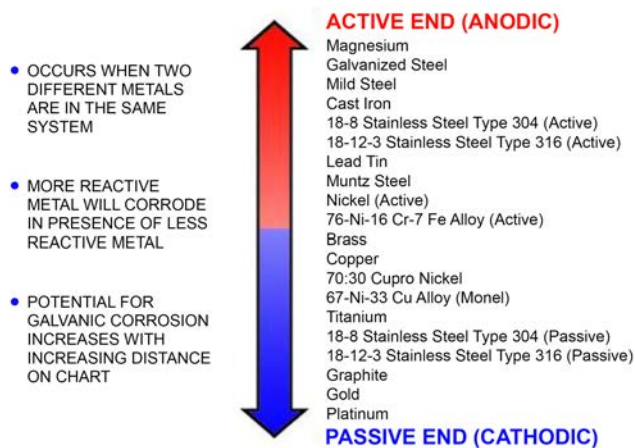 OCCURS WHEN TWO
DIFFERENT METALS
ARE IN THE SAME
SYSTEM
MORE REACTIVE
METAL WILL CORRODE
IN PRESENCE OF LESS
REACTIVE METAL
POTENTIAL FOR
GALVANIC CORROSION
INCREASES WITH
INCREASING DISTANCE
ON CHART
ACTIVE END (ANODIC)
Magnesium
Galvanized Steel
Mild Steel
Cast Iron
18-8 Stainless Steel Type 304 (Active)
18-12-3 Stainless Steel Type 316 (Active)
Lead Tin
Muntz Steel
Nickel (Active)
76-Ni-16 Cr-7 Fe Alloy (Active)
Brass
Copper
70:30 Cupro Nickel
67-Ni-33 Cu Alloy (Monel)
Titanium
18-8 Stainless Steel Type 304 (Passive)
18-12-3 Stainless Steel Type 316 (Passive)
Graphite
Gold
Platinum
PASSIVE END (CATHODIC)